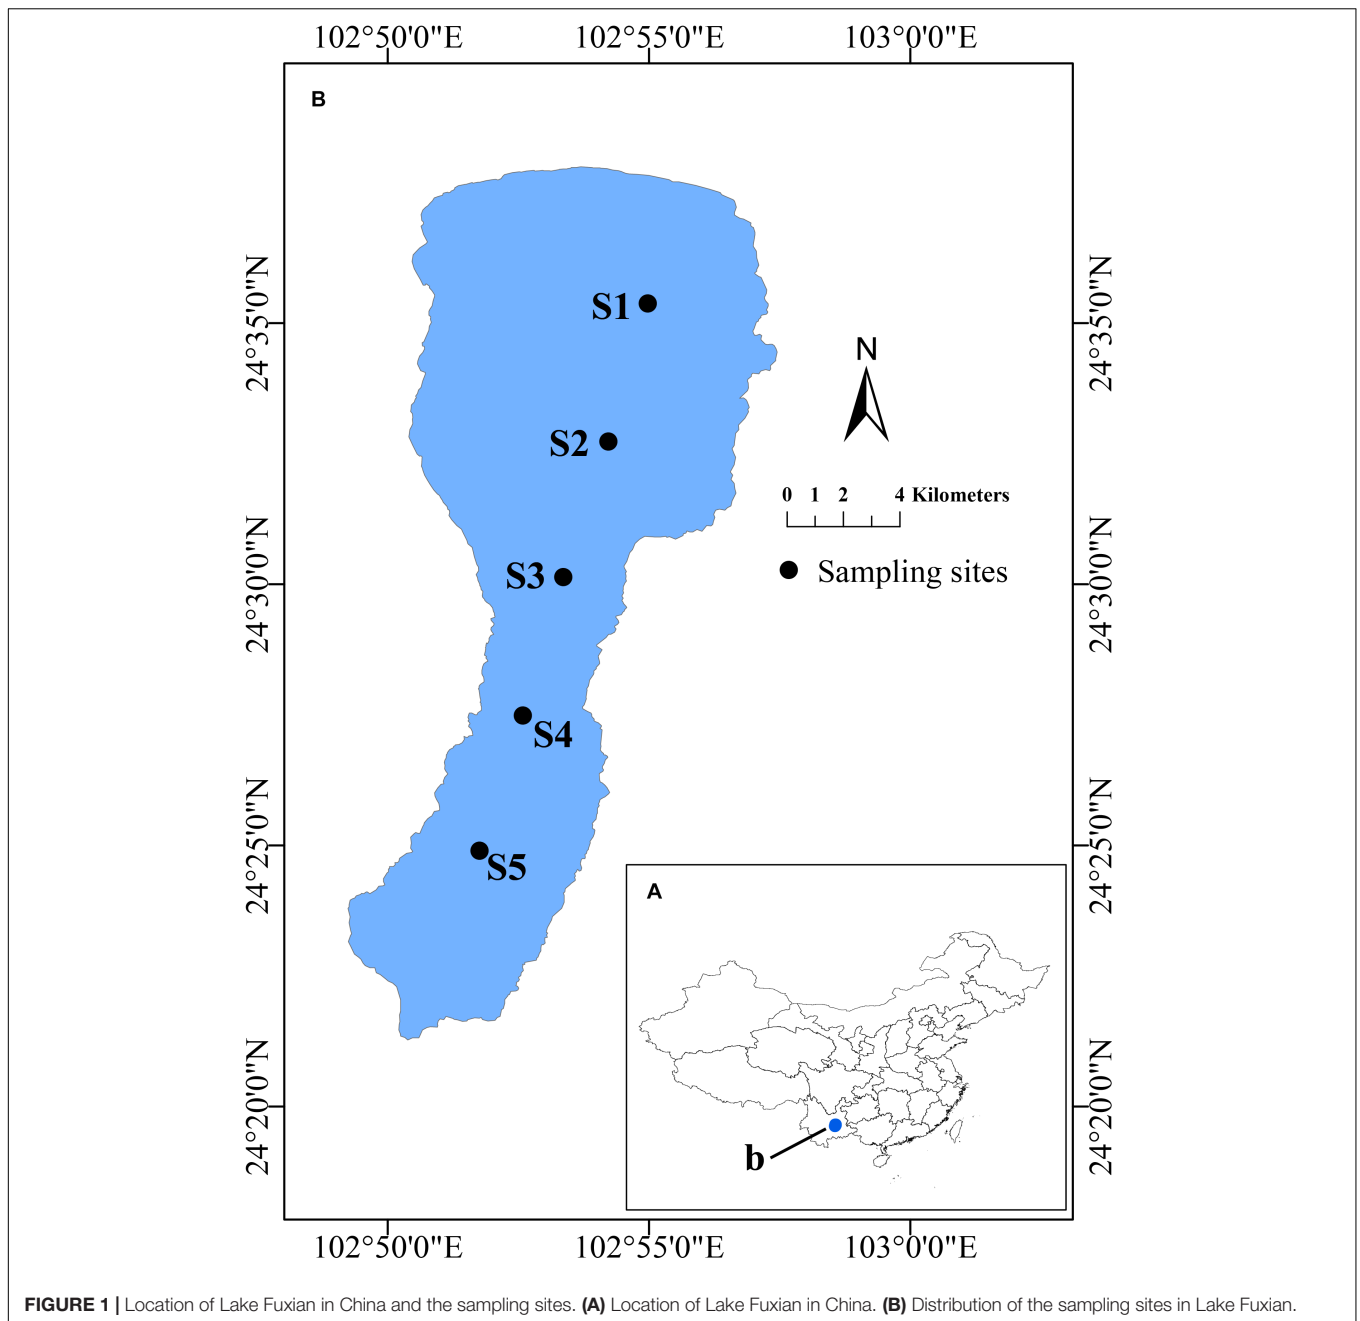 102°50'0"E 102°55'0"E 103°0'0"E
B
24°35'0"N 24°35'0"N
S1
N
S2
0 1 2 4 Kilometers
S3
Sampling sites
24°30'0"N 24°30'0"N
S4
24°25'0"N 24°25'0"N
S5
A
24°20'0"N 24°20'0"N
b
102°50'0"E 102°55'0"E 103°0'0"E
FIGURE 1 | Location of Lake Fuxian in China and the sampling sites. (A) Location of Lake Fuxian in China. (B) Distribution of the sampling sites in Lake Fuxian.